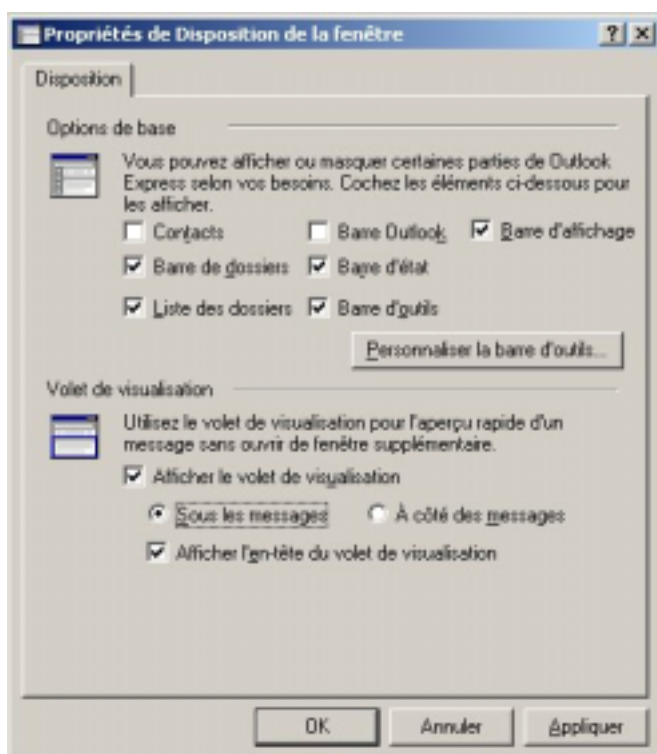 Propriétés de Disposition de la fenêtre
Disposition
Options de base
Vous pouvez afficher ou masquer certaines parties de Outlook
Express selon vos besoins. Cochez les éléments ci-dessous pour
les afficher.
Contacts Barre Outlook Barre d'affichage
Barre de dossiers Barre d'état
Liste des dossiers Barre d'outils
Personnaliser la barre d'outils...
Volet de visualisation
Utilisez le volet de visualisation pour l'aperçu rapide d'un
message sans ouvrir de fenêtre supplémentaire.
Afficher le volet de visualisation
Sous les messages À côté des messages
Afficher l'en-tête du volet de visualisation
OK Annuler Appliquer